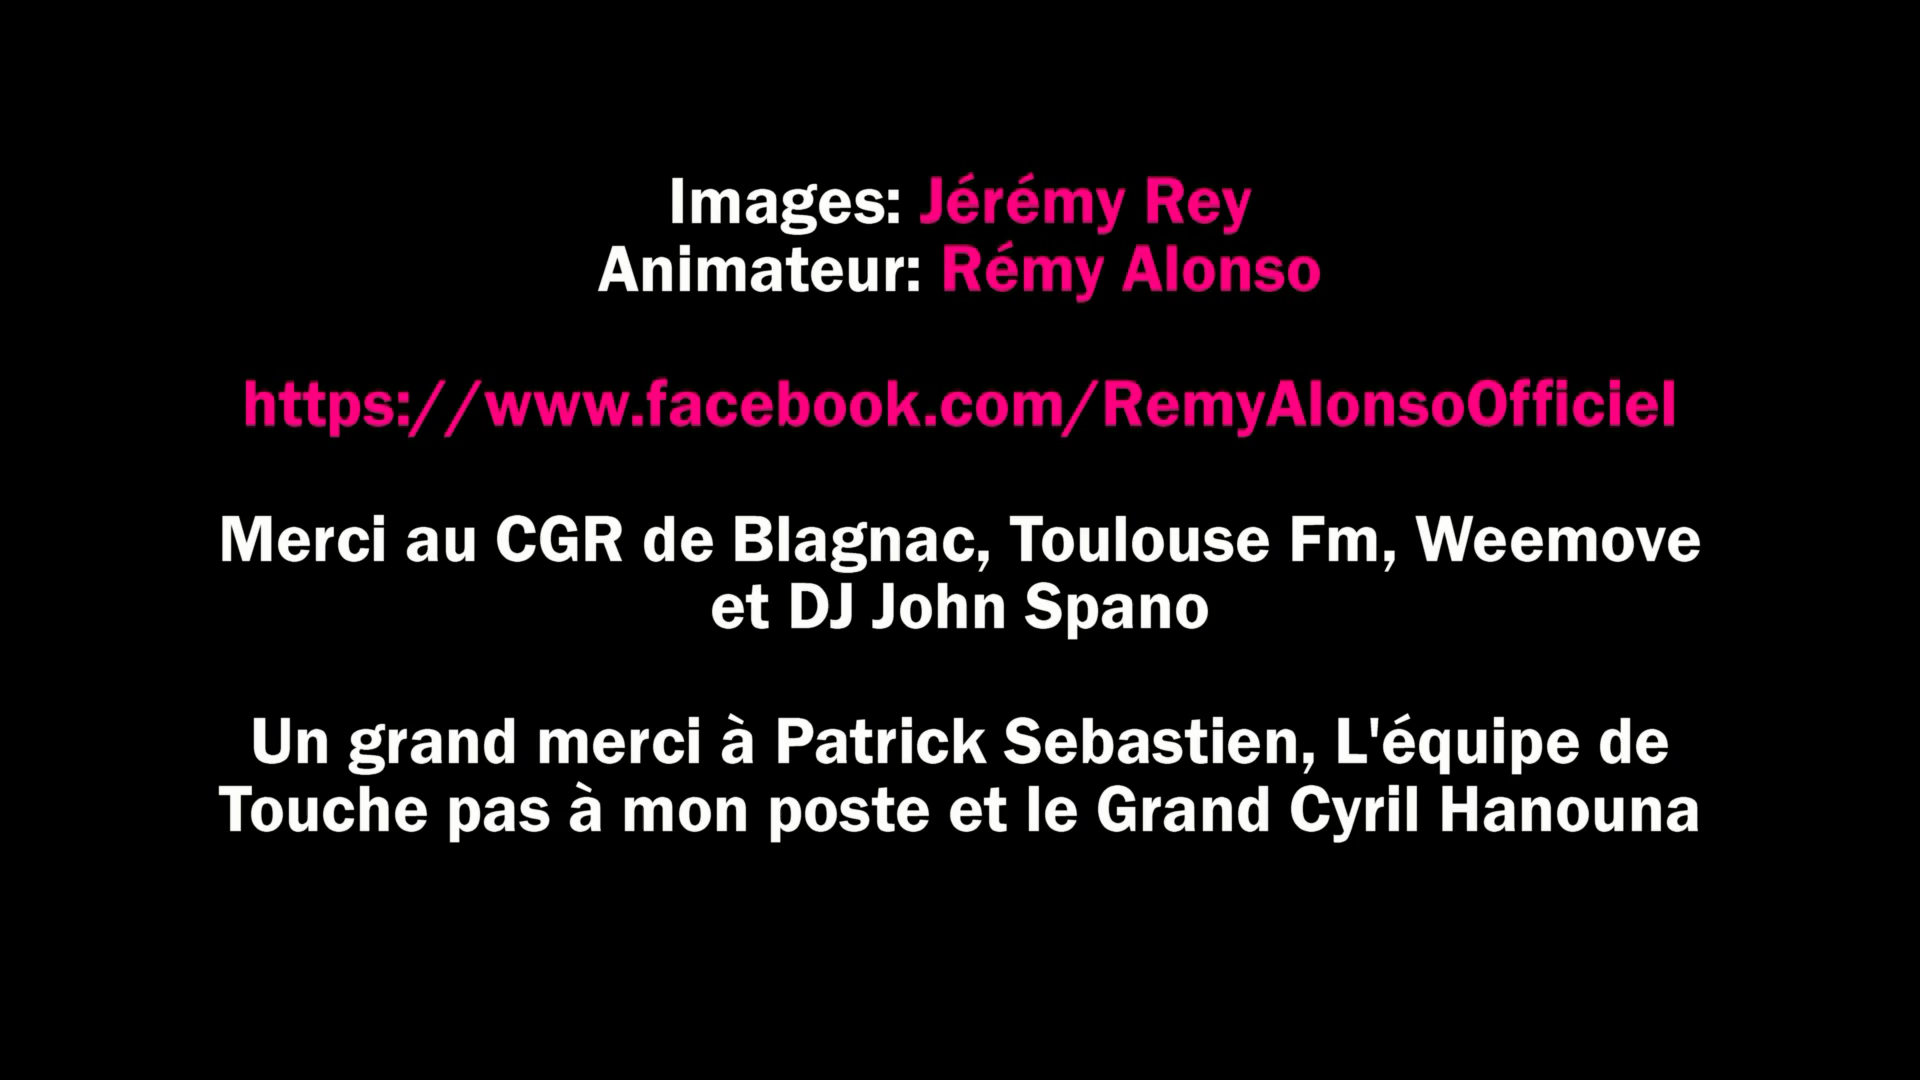 Images: Jérémy Rey
Animateur: Rémy Alonso
https://www.facebook.com/RemyAlonsoOfficiel
Merci au CGR de Blagnac, Toulouse Fm, Weemove
et DJ John Spano
Un grand merci à Patrick Sebastien, L'équipe de
Touche pas à mon poste et le Grand Cyril Hanouna